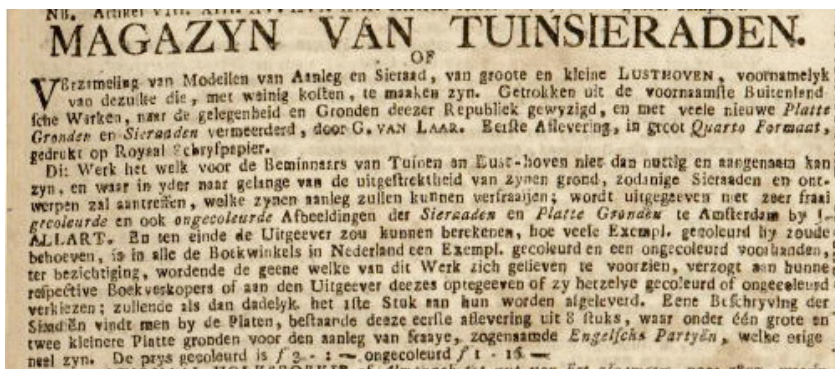 NB. Artikel VIII.
MAGAZYN VAN TUINSIERADEN.
OF
VErzameling van Modellen van Aanleg en Sieraad, van groote en kleine LUSTHOVEN, voornamelyk
van dezulke die, met weinig kosten, te maaken zyn. Getrokken uit de voornaamste Buitenland
sche Werken, naar de gelegenheid en Gronden deezer Republiek gewyzigd, en met veele nieuwe Platte
Gronden en Sieraaden vermeerderd, door G. VAN LAAR. Eerste Aflevering, in groot Quarto Formaat,
gedrukt op Royaal Schryfpapier.
Dit Werk het welk voor de Beminnaars van Tuinen en Lust-hoven niet dan nuttig en aangenaam kan
zyn, en waar in yder naar gelange van de uitgestrektheid van zynen grond, zodanige Sieraaden en ont-
werpen zal aantreffen, welke zynen aanleg zullen kunnen verfraaijen; wordt uitgegeeven met zeer fraai
gecoleurde en ook ongecoleurde Afbeeldingen der Sieraaden en Platte Gronden te Amsterdam by J.
ALLART. En ten einde de Uitgeever zou kunnen berekenen, hoe veele Exempl. gecoleurd hy zoude
behoeven, is in alle de Boekwinkels in Nederland een Exempl. gecoleurd en een ongecoleurd voorhanden,
ter bezichtiging, wordende de geene welke van dit Werk zich gelieven te voorzien, verzogt aan hunne
respective Boekverkopers of aan den Uitgeever deezes optegeeven of zy hetzelve gecoleurd of ongecoleurd
verkiezen; zullende als dan dadelyk het 1ste Stuk aan hun worden afgeleverd. Eene Beschryving der
Sieradiën vindt men by de Platen, bestaande deeze eerste aflevering uit 8 stuks, waar onder één grote en
twee kleinere Platte gronden voor den aanleg van fraaye, zogenaamde Engelsche Partyën, welke enige
neel zyn. De prys gecoleurd is f 2 - : — ongecoleurd f 1 - 16 —